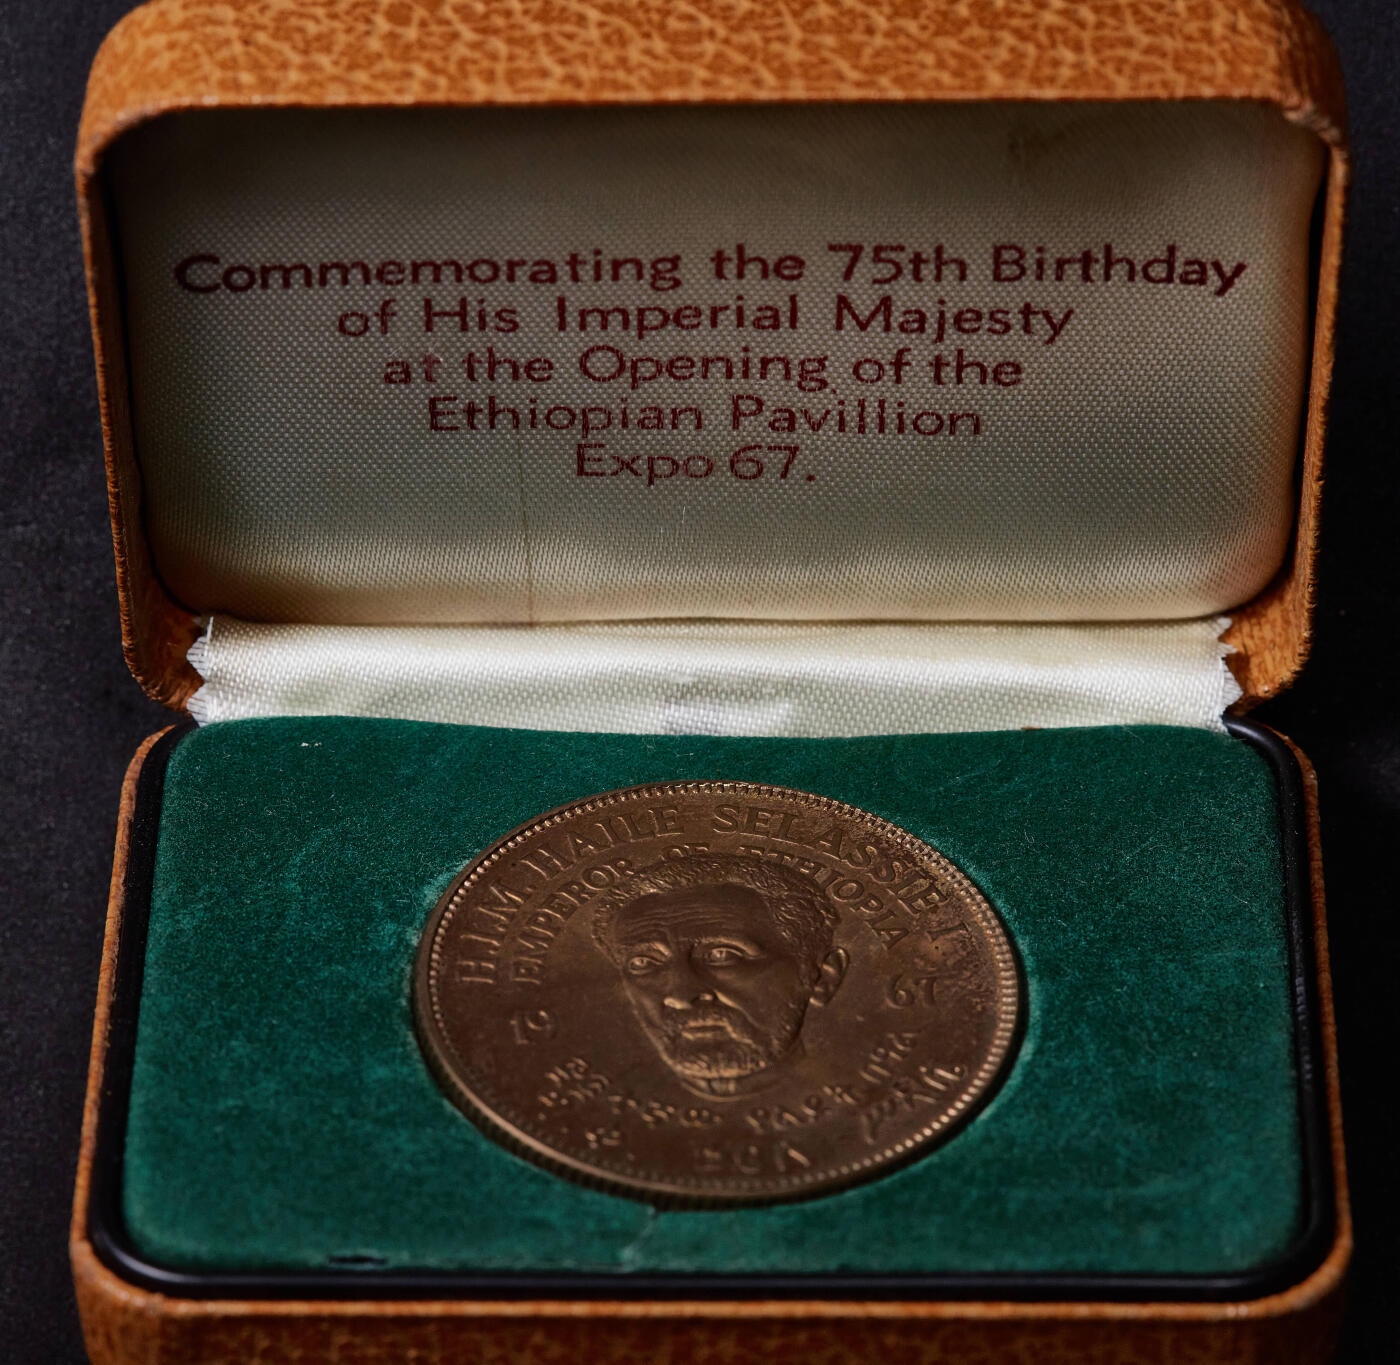 Commemorating the 75th Birthday
of His Imperial Majesty
at the Opening of the
Ethiopian Pavillion
Expo 67.
H.I.M. HAILE SELASSIE I
EMPEROR OF ETHIOPIA
19 67